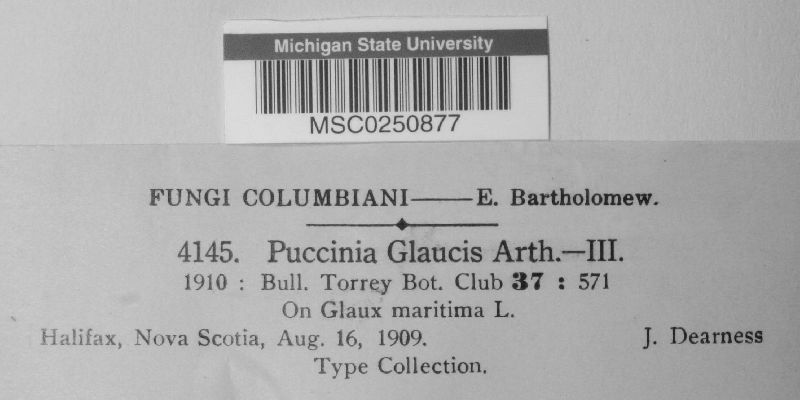 Michigan State University
MSC0250877
FUNGI COLUMBIANI——E. Bartholomew.
4145. Puccinia Glaucis Arth.—III.
1910 : Bull. Torrey Bot. Club 37 : 571
On Glaux maritima L.
Halifax, Nova Scotia, Aug. 16, 1909. J. Dearness
Type Collection.